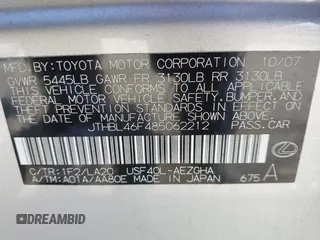 MFD.BY:TOYOTA MOTOR CORPORATION 10/07
GVWR 5445LB GAWR FR 3130LB RR 3130LB
THIS VEHICLE CONFORMS TO ALL APPLICABLE
FEDERAL MOTOR VEHICLE SAFETY, BUMPER, AND
THEFT PREVENTION STANDARDS IN EFFECT ON
THE DATE OF MANUFACTURE SHOWN ABOVE.
JTHBL46F485062212 PASS.CAR
C/TR:1F2/LA20 USF40L-AEZGHA
A/TM:A01A/AA80E MADE IN JAPAN 675 A
DREAMBID
DREAMBID.COM